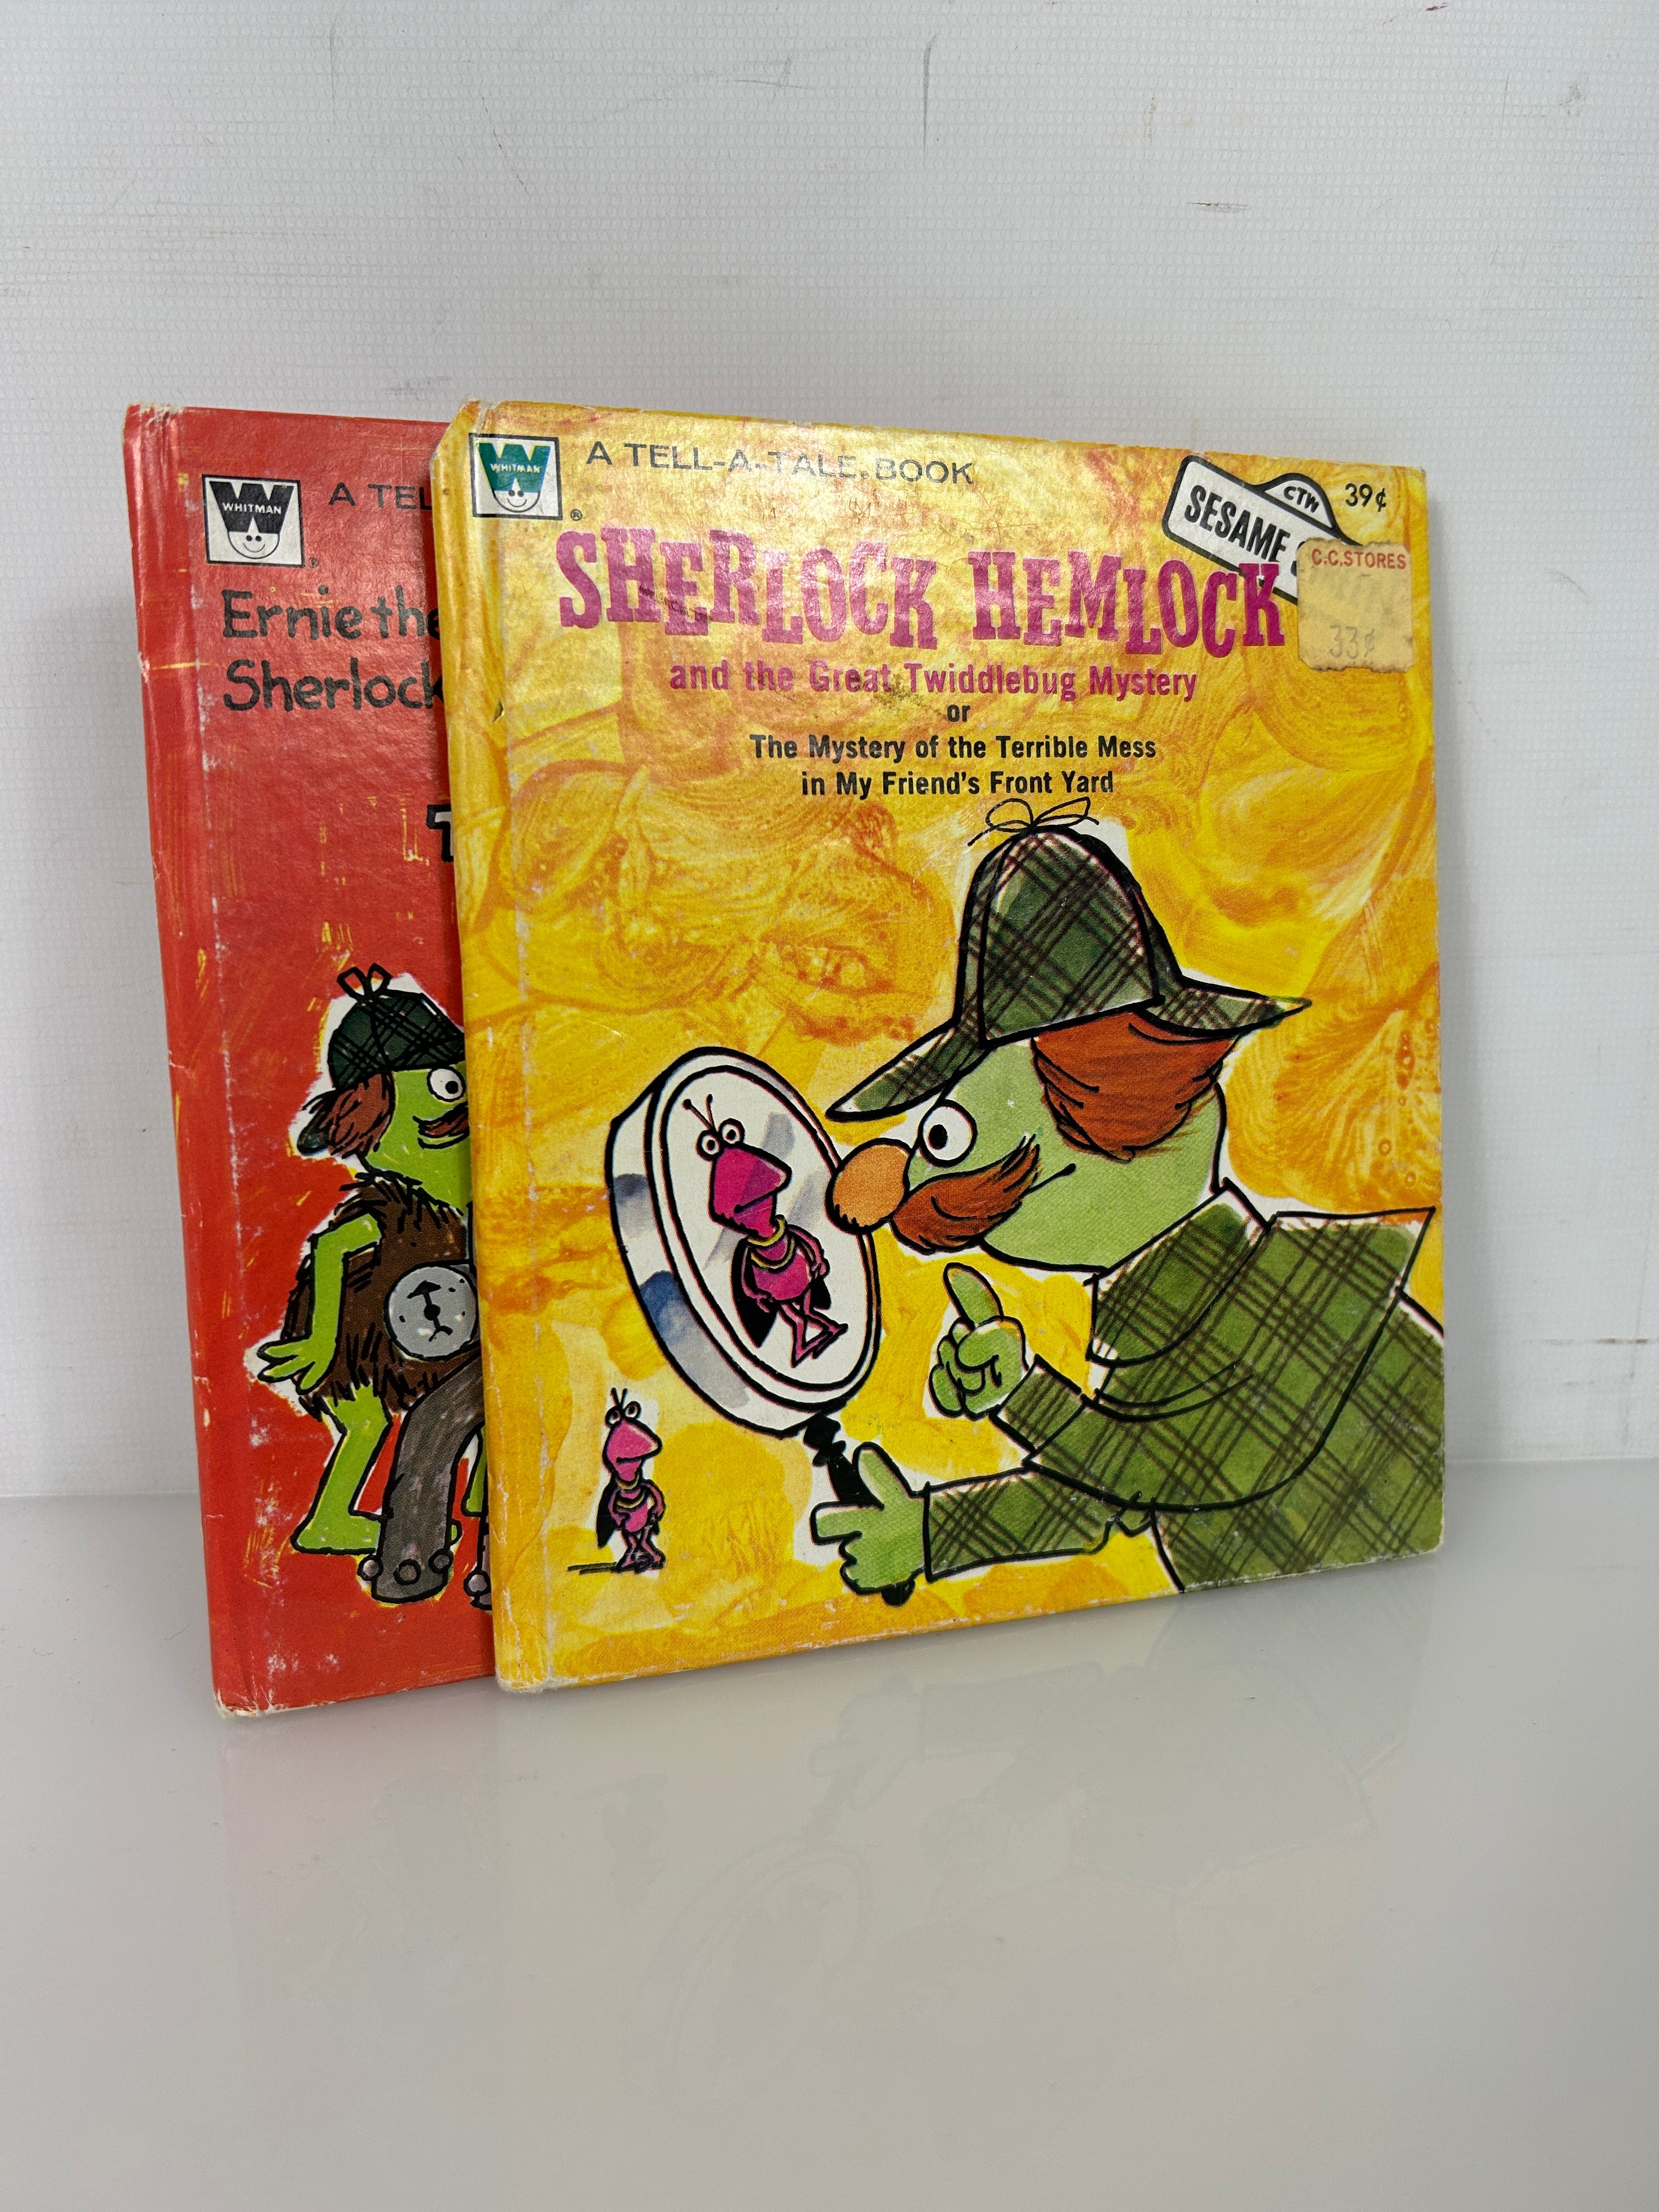 WHITMAN
®
A TEL
Ernie the
Sherlock
T
WHITMAN
®
A TELL-A-TALE® BOOK
CTW
SESAME
39¢
C.C.STORES
33¢
SHERLOCK HEMLOCK
and the Great Twiddlebug Mystery
or
The Mystery of the Terrible Mess
in My Friend's Front Yard